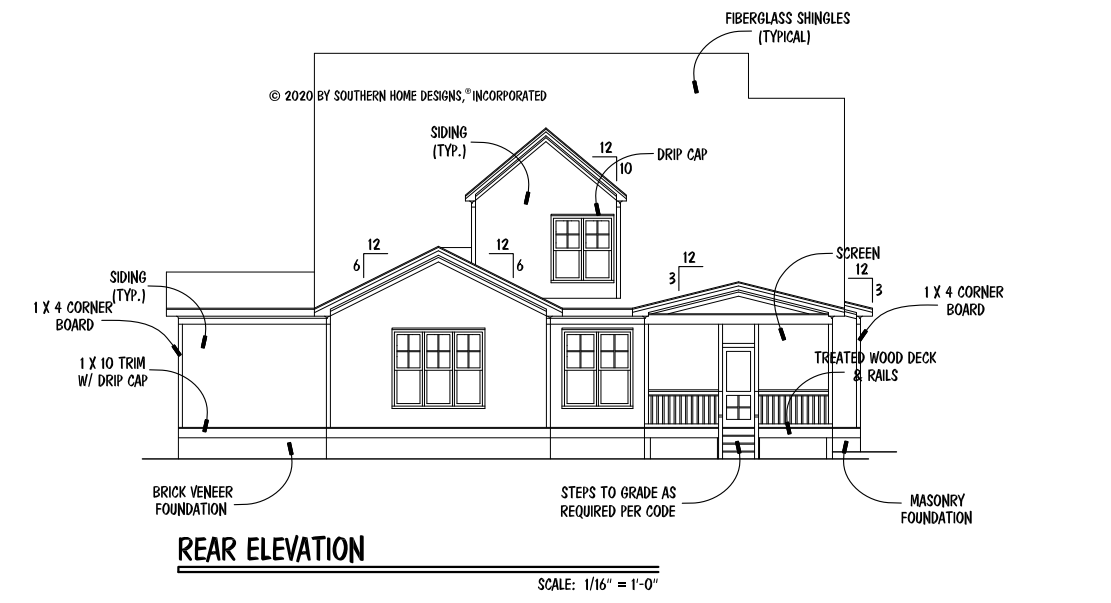 FIBERGLASS SHINGLES
(TYPICAL)
© 2020 BY SOUTHERN HOME DESIGNS,® INCORPORATED
SIDING
(TYP.)
12
10
DRIP CAP
12
6
12
6
12
3
SCREEN
12
3
SIDING
(TYP.)
1 X 4 CORNER
BOARD
1 X 4 CORNER
BOARD
1 X 10 TRIM
W/ DRIP CAP
TREATED WOOD DECK
& RAILS
BRICK VENEER
FOUNDATION
STEPS TO GRADE AS
REQUIRED PER CODE
MASONRY
FOUNDATION
REAR ELEVATION
SCALE: 1/16" = 1'-0"